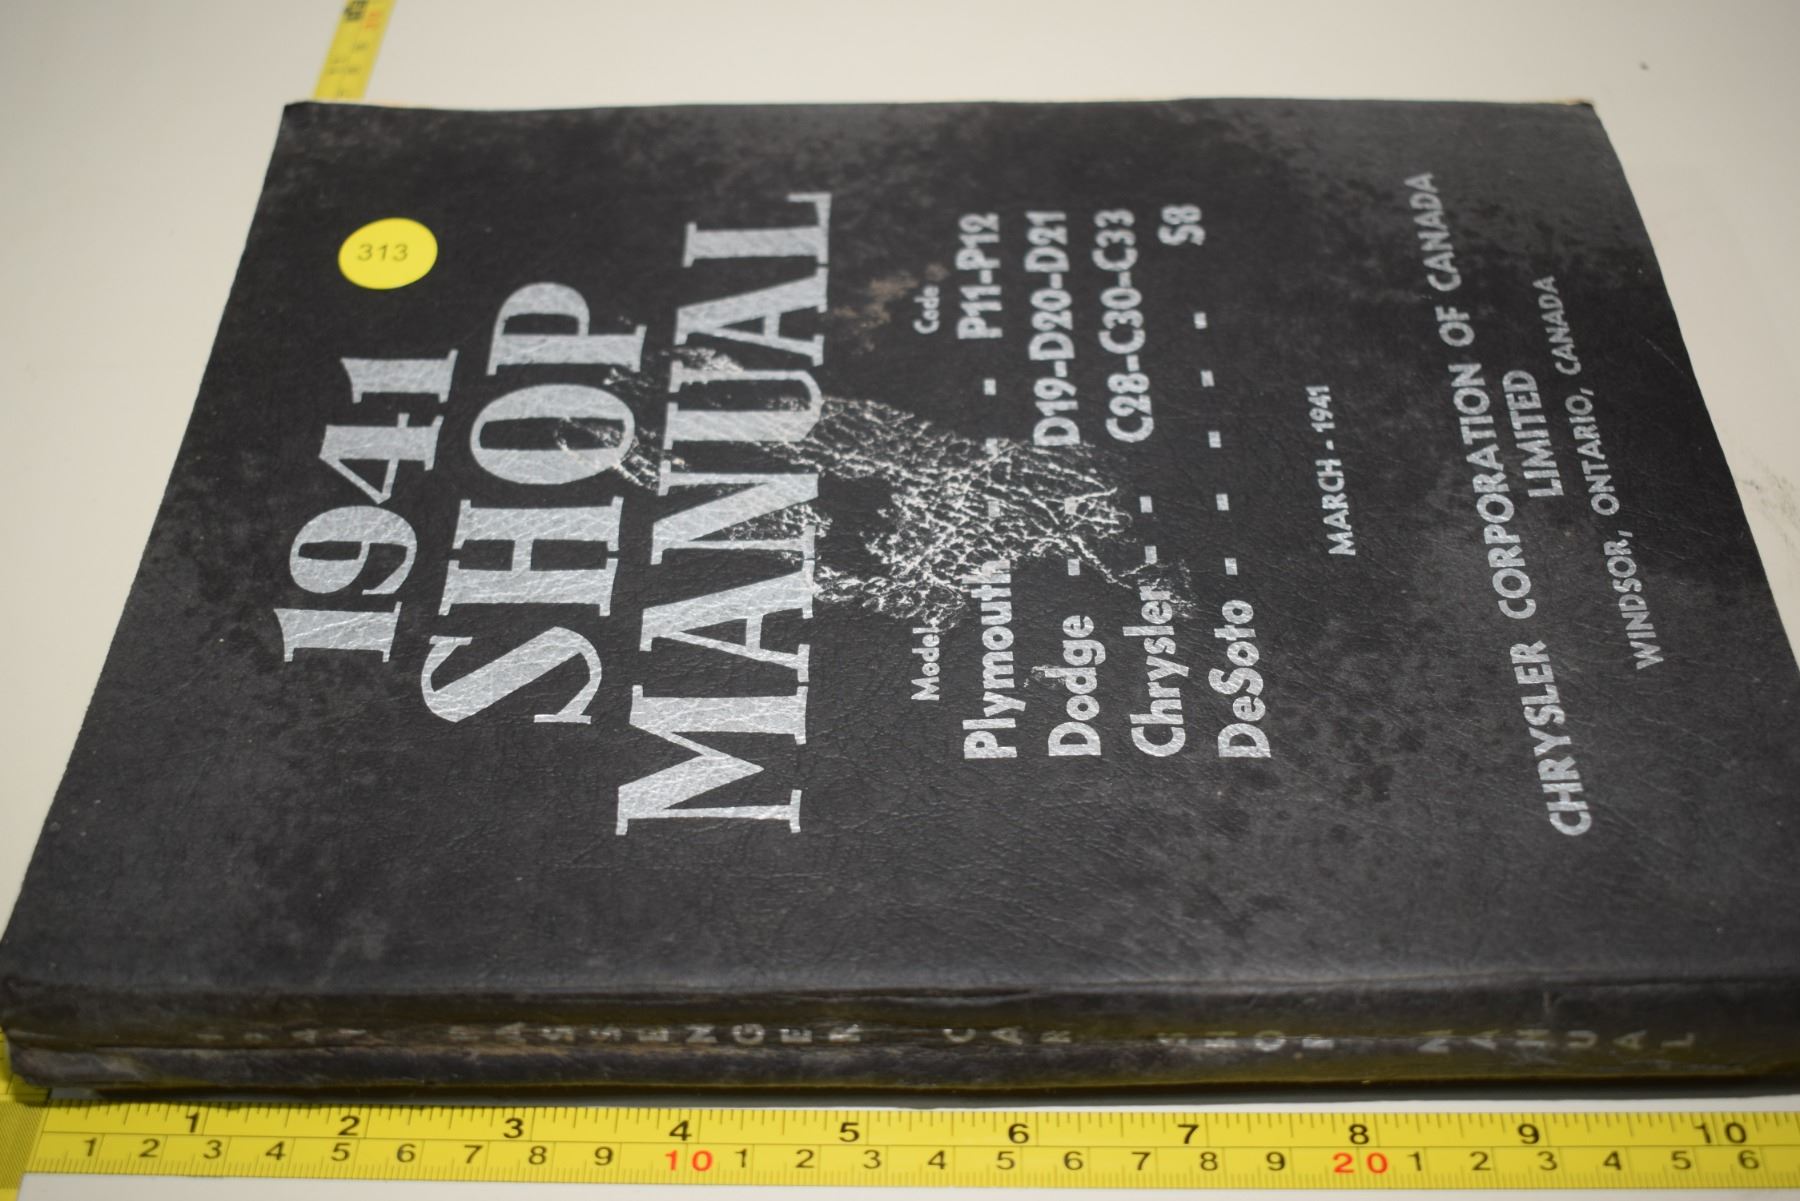 313
1941
SHOP
MANUAL
Models Code
Plymouth - - - P11-P12
Dodge - - D19-D20-D21
Chrysler - - C28-C30-C33
DeSoto - - - - - S8
MARCH - 1941
CHRYSLER CORPORATION OF CANADA
LIMITED
WINDSOR, ONTARIO, CANADA
PASSENGER CAR SHOP MANUAL
1 2 3 4 5 6 7 8 9 10
1 2 3 4 5 6 7 8 9 10 1 2 3 4 5 6 7 8 9 20 1 2 3 4 5 6